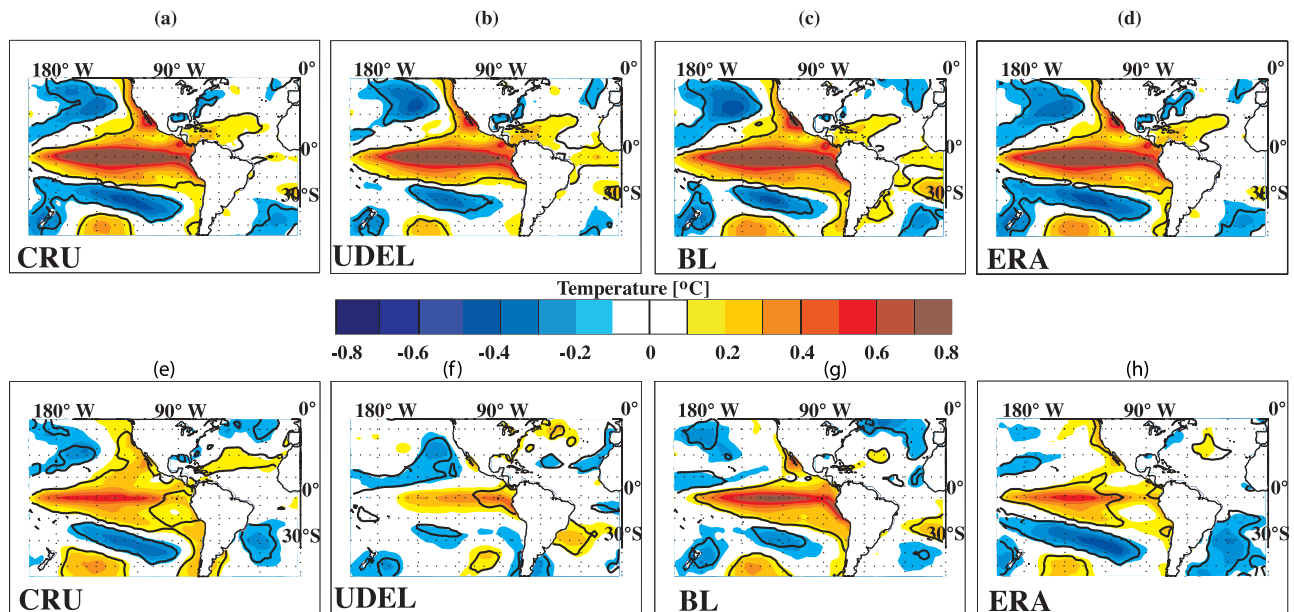 (a) (b) (c) (d)
180° W 90° W 0° 180° W 90° W 0° 180° W 90° W 0° 180° W 90° W 0°
0° 0° 0° 0°
30°S 30°S 30°S 30°S
CRU UDEL BL ERA
Temperature [°C]
-0.8 -0.6 -0.4 -0.2 0 0.2 0.4 0.6 0.8
(e) (f) (g) (h)
180° W 90° W 0° 180° W 90° W 0° 180° W 90° W 0° 180° W 90° W 0°
0° 0° 0° 0°
30°S 30°S 30°S 30°S
CRU UDEL BL ERA